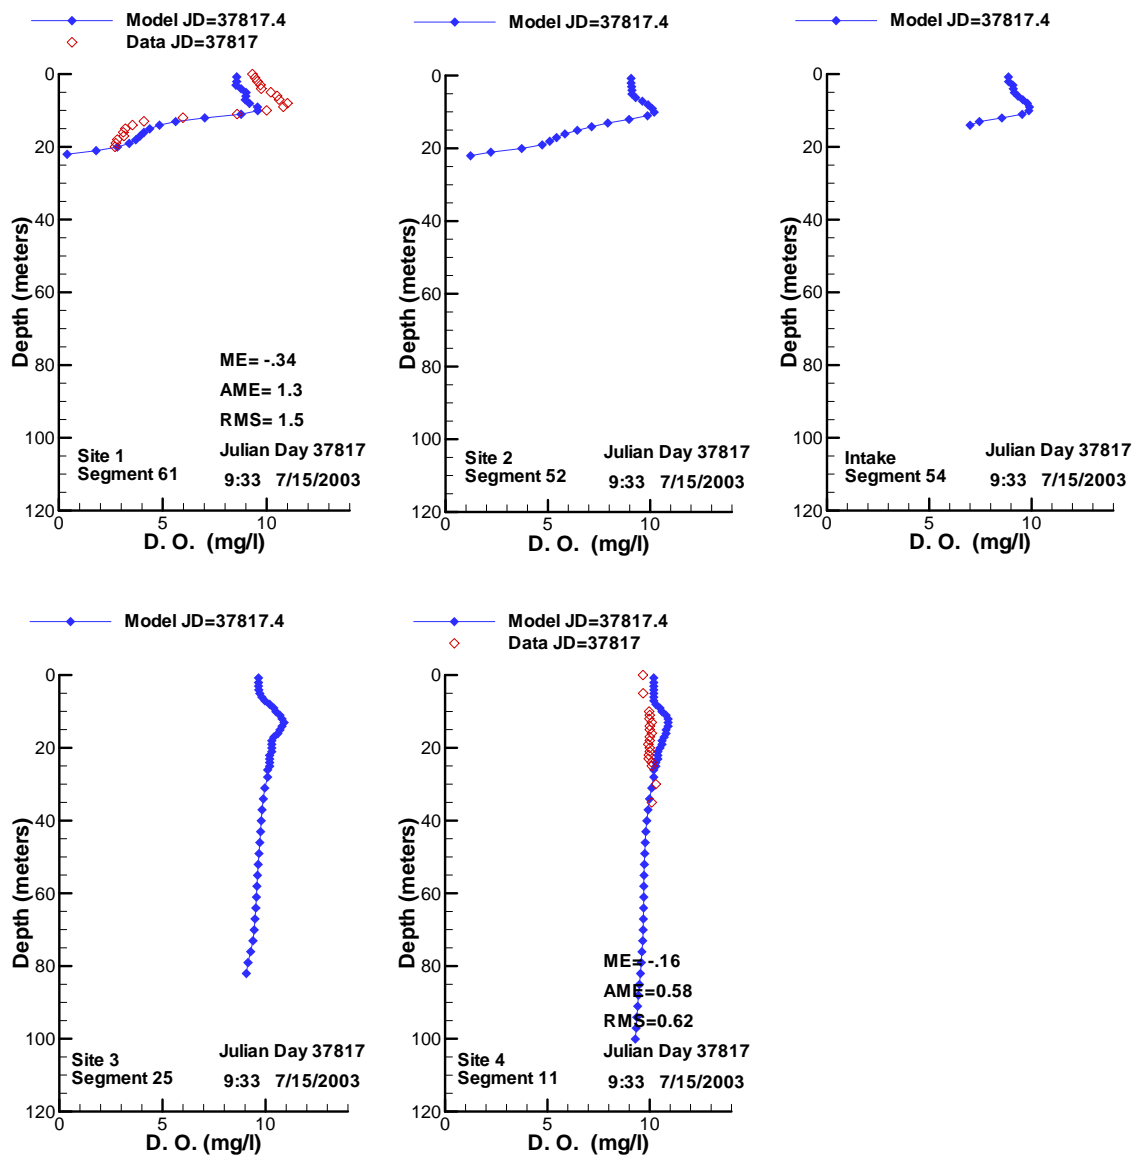 Model JD=37817.4
Data JD=37817
0
20
40
60
80
100
120
Depth (meters)
ME= -.34
AME= 1.3
RMS= 1.5
Site 1
Segment 61
Julian Day 37817
9:33 7/15/2003
0 5 10
D. O. (mg/l)
Model JD=37817.4
0
20
40
60
80
100
120
Depth (meters)
Site 2
Segment 52
Julian Day 37817
9:33 7/15/2003
0 5 10
D. O. (mg/l)
Model JD=37817.4
0
20
40
60
80
100
120
Depth (meters)
Intake
Segment 54
Julian Day 37817
9:33 7/15/2003
0 5 10
D. O. (mg/l)
Model JD=37817.4
0
20
40
60
80
100
120
Depth (meters)
Site 3
Segment 25
Julian Day 37817
9:33 7/15/2003
0 5 10
D. O. (mg/l)
Model JD=37817.4
Data JD=37817
0
20
40
60
80
100
120
Depth (meters)
ME= -.16
AME=0.58
RMS=0.62
Site 4
Segment 11
Julian Day 37817
9:33 7/15/2003
0 5 10
D. O. (mg/l)